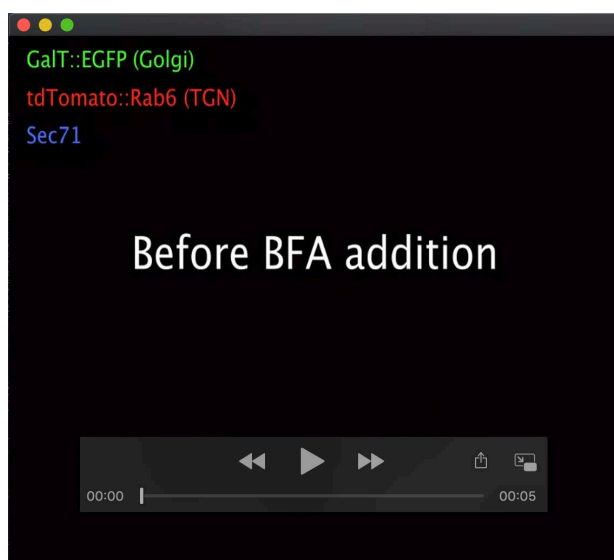 GalT::EGFP (Golgi)
tdTomato::Rab6 (TGN)
Sec71
Before BFA addition
00:00 00:05